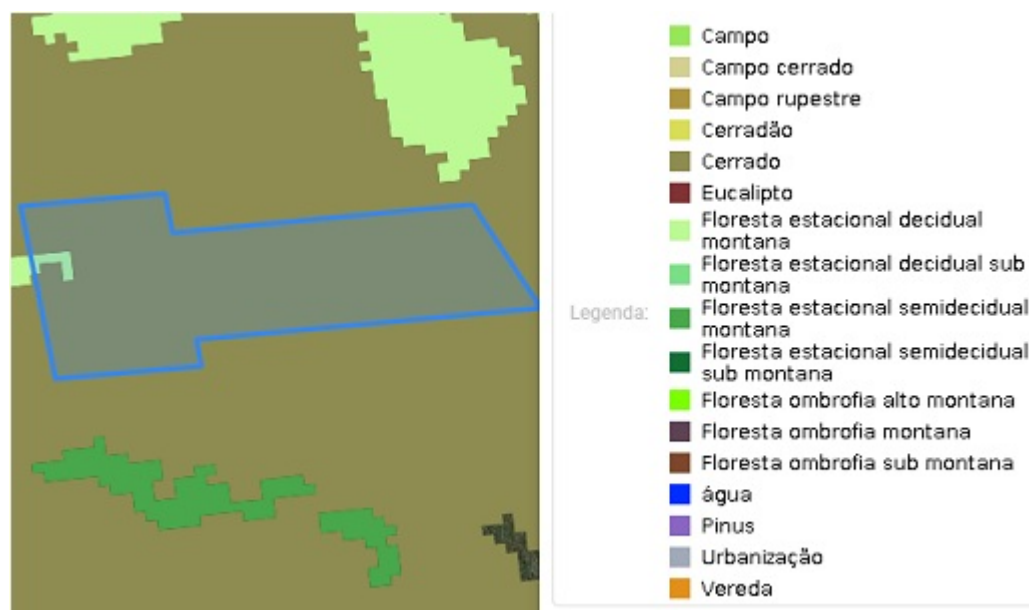 Campo
Campo cerrado
Campo rupestre
Cerradão
Cerrado
Eucalipto
Floresta estacional decidual
montana
Floresta estacional decidual sub
montana
Legenda:
Floresta estacional semidecidual
montana
Floresta estacional semidecidual
sub montana
Floresta ombrofia alto montana
Floresta ombrofia montana
Floresta ombrofia sub montana
água
Pinus
Urbanização
Vereda